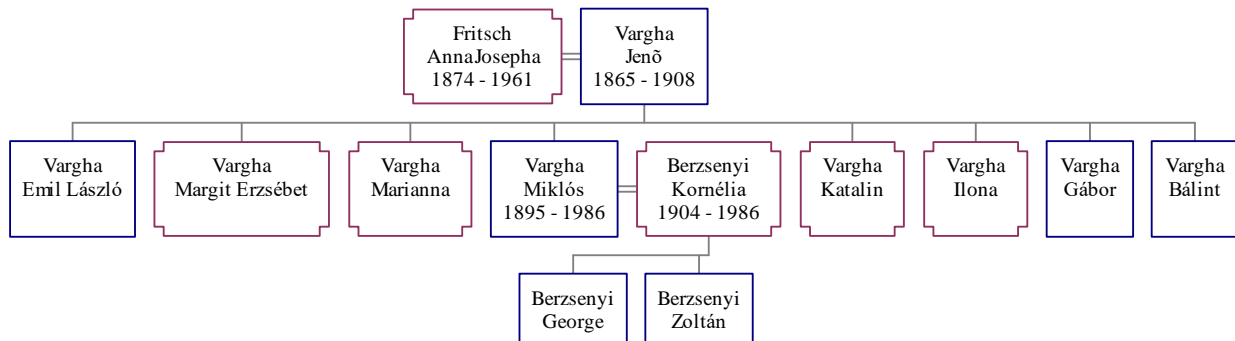 Fritsch
AnnaJosepha
1874 - 1961
Vargha
Jenõ
1865 - 1908
Vargha
Emil László
Vargha
Margit Erzsébet
Vargha
Marianna
Vargha
Miklós
1895 - 1986
Berzsenyi
Kornélia
1904 - 1986
Vargha
Katalin
Vargha
Ilona
Vargha
Gábor
Vargha
Bálint
Berzsenyi
George
Berzsenyi
Zoltán